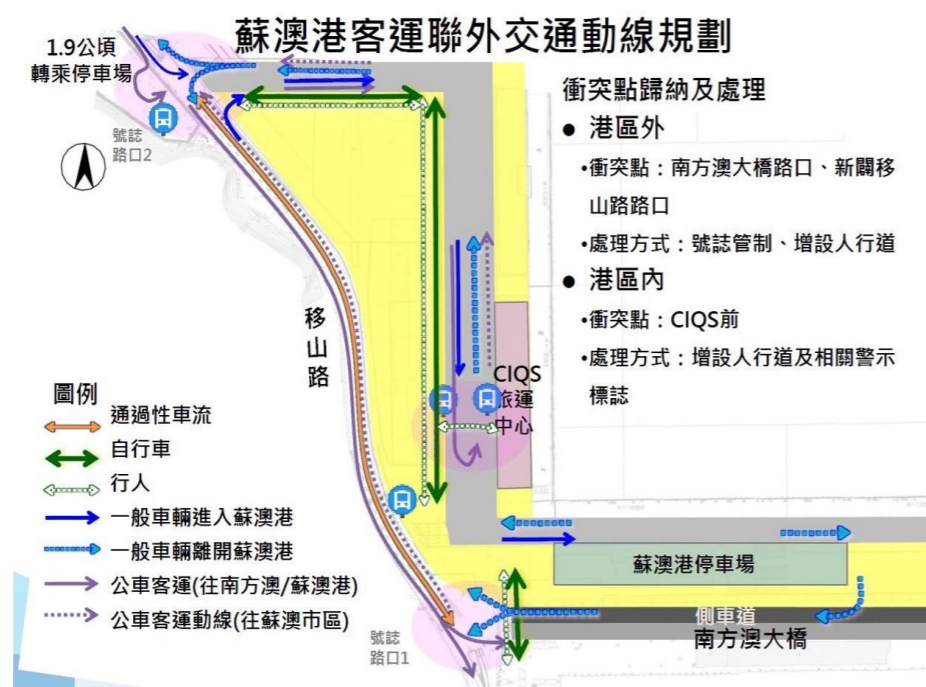 蘇澳港客運聯外交通動線規劃
1.9公頃
轉乘停車場
號誌
路口2
衝突點歸納及處理
● 港區外
•衝突點：南方澳大橋路口、新闢移
山路路口
•處理方式：號誌管制、增設人行道
● 港區內
•衝突點：CIQS前
•處理方式：增設人行道及相關警示
標誌
移山路
CIQS
旅運
中心
圖例
通過性車流
自行車
行人
一般車輛進入蘇澳港
一般車輛離開蘇澳港
公車客運(往南方澳/蘇澳港)
公車客運動線(往蘇澳市區)
蘇澳港停車場
側車道
南方澳大橋
號誌
路口1